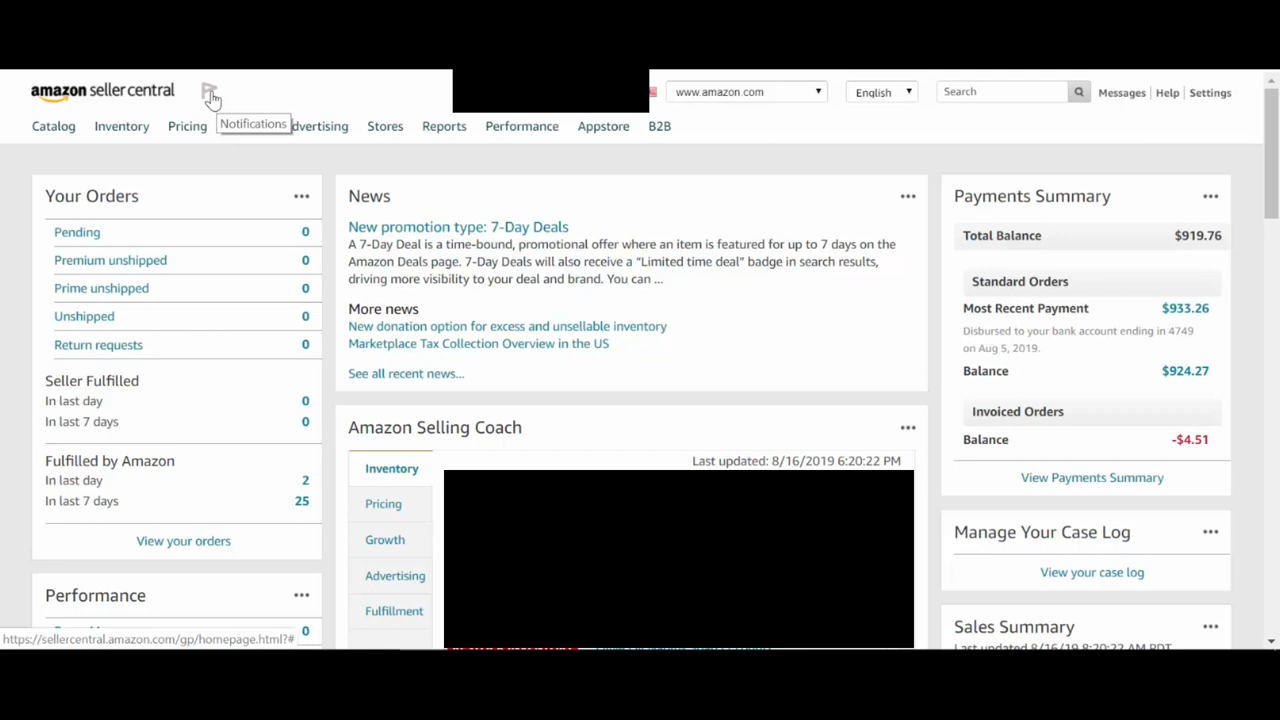 amazon seller central
www.amazon.com
English
Search
Messages | Help | Settings
Notifications
Catalog Inventory Pricing dvertising Stores Reports Performance Appstore B2B
Your Orders
Pending 0
Premium unshipped 0
Prime unshipped 0
Unshipped 0
Return requests 0
Seller Fulfilled
In last day 0
In last 7 days 0
Fulfilled by Amazon
In last day 2
In last 7 days 25
View your orders
Performance
0
https://sellercentral.amazon.com/gp/homepage.html?#
News
New promotion type: 7-Day Deals
A 7-Day Deal is a time-bound, promotional offer where an item is featured for up to 7 days on the
Amazon Deals page. 7-Day Deals will also receive a “Limited time deal” badge in search results,
driving more visibility to your deal and brand. You can ...
More news
New donation option for excess and unsellable inventory
Marketplace Tax Collection Overview in the US
See all recent news...
Amazon Selling Coach
Last updated: 8/16/2019 6:20:22 PM
Inventory
Pricing
Growth
Advertising
Fulfillment
Payments Summary
Total Balance $919.76
Standard Orders
Most Recent Payment $933.26
Disbursed to your bank account ending in 4749
on Aug 5, 2019.
Balance $924.27
Invoiced Orders
Balance -$4.51
View Payments Summary
Manage Your Case Log
View your case log
Sales Summary
Last updated 8/16/19 8:20:22 AM PDT